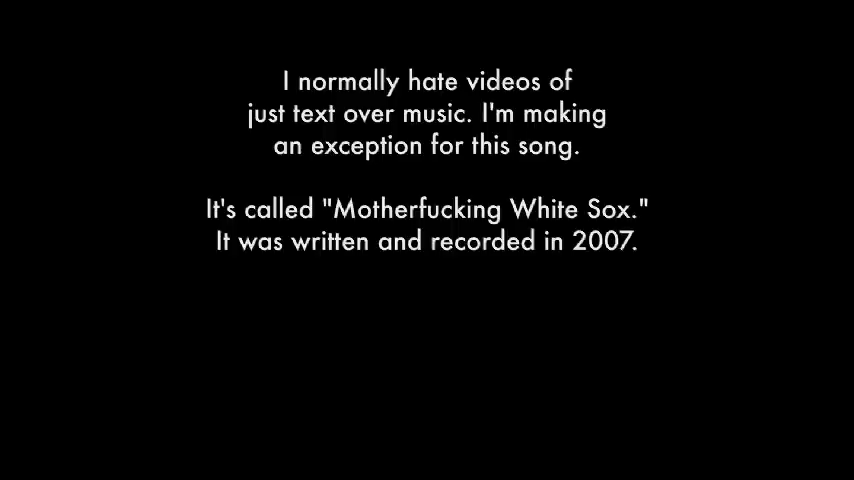 I normally hate videos of
just text over music. I'm making
an exception for this song.
It's called "Motherfucking White Sox."
It was written and recorded in 2007.